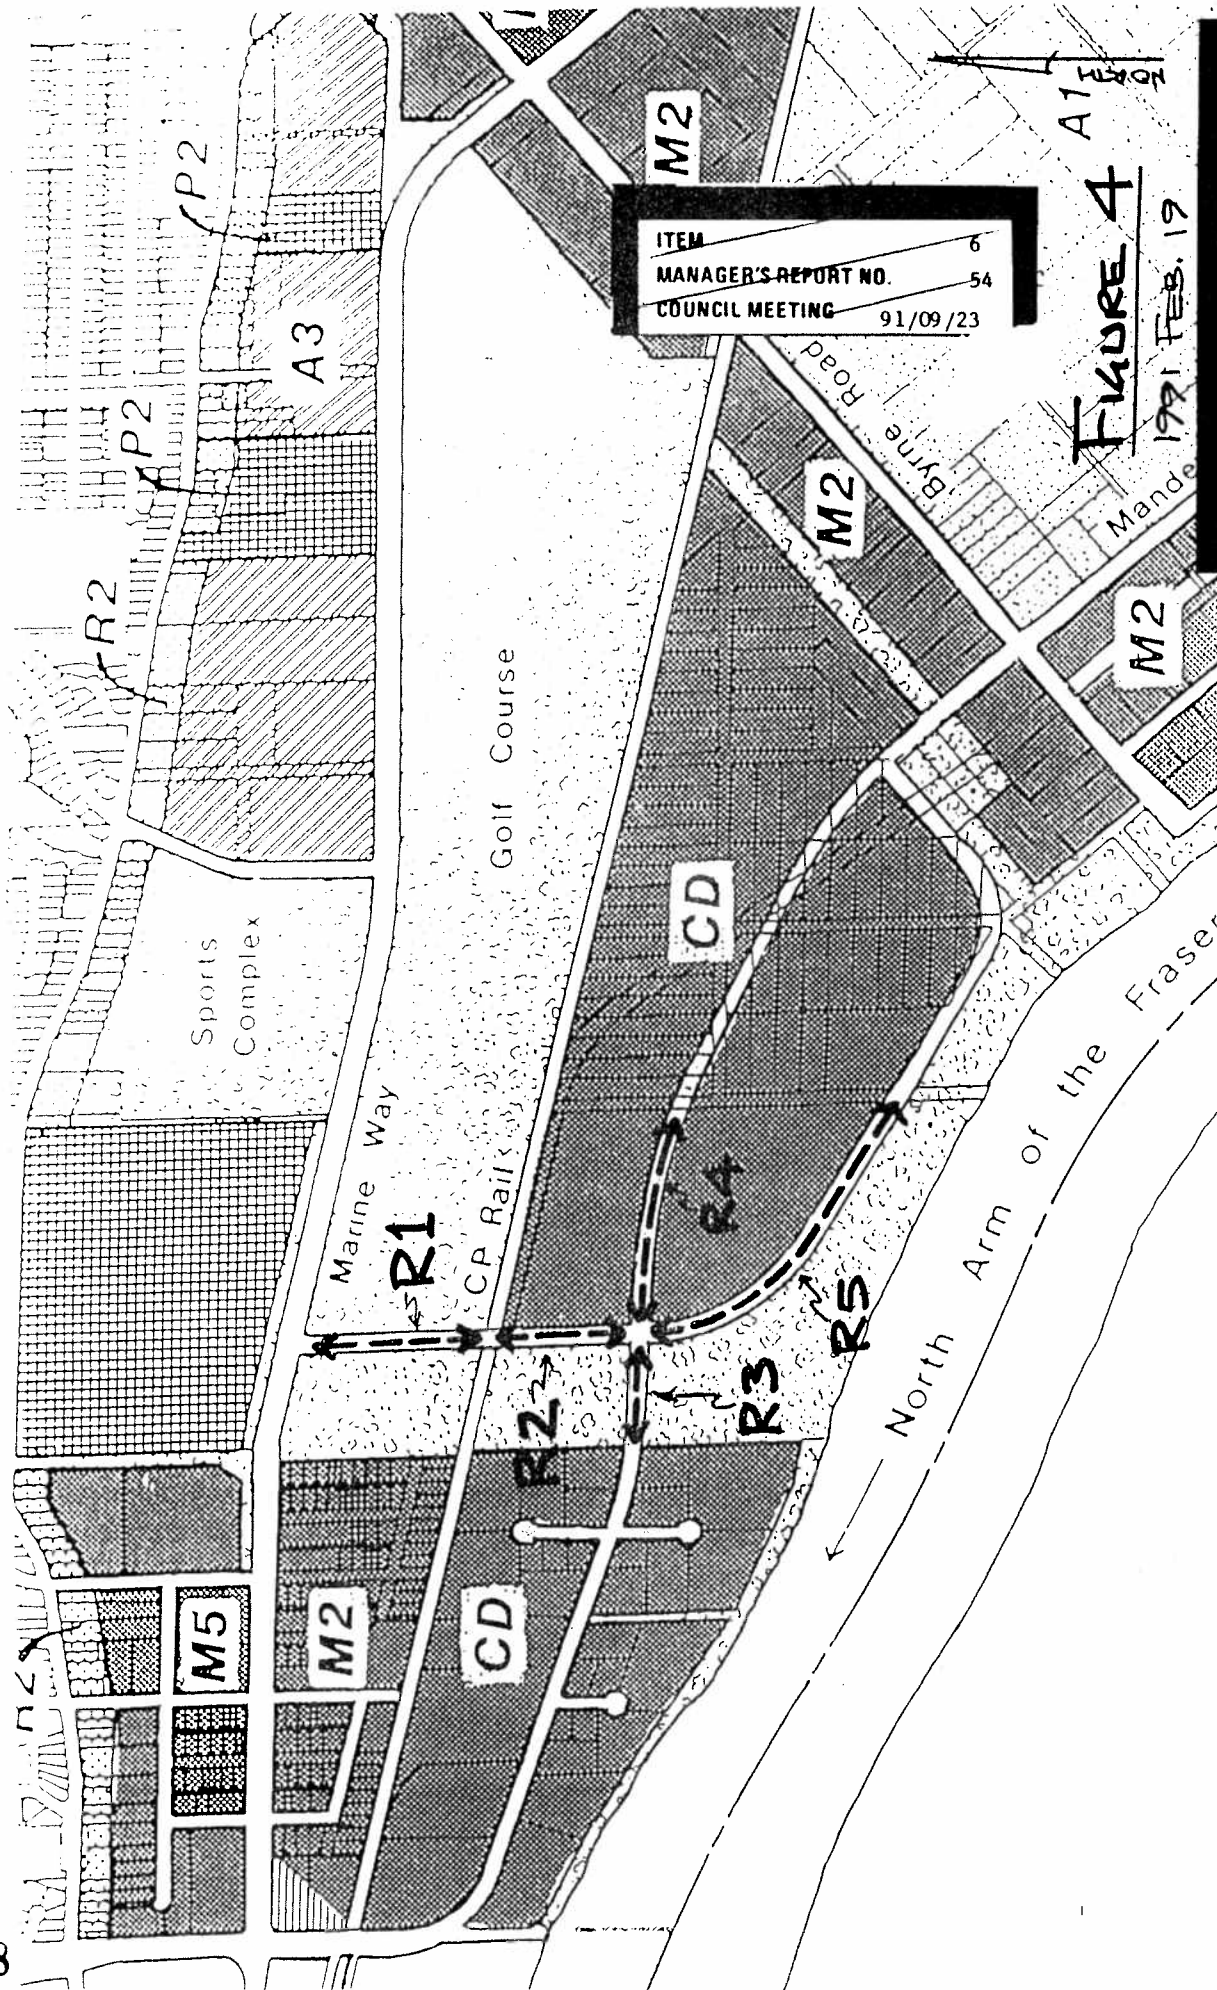 P2
A3
P2
R2
M2
ITEM 6
MANAGER'S REPORT NO. 54
COUNCIL MEETING 91/09/23
NORTH
A1
FIGURE 4
1991 FEB. 19
Byrne Road
M2
Mande
M2
Golf Course
Sports
Complex
CD
Marine Way
CP Rail
R1
R4
R2
R3
R5
North Arm of the Fraser
M5
M2
CD
8